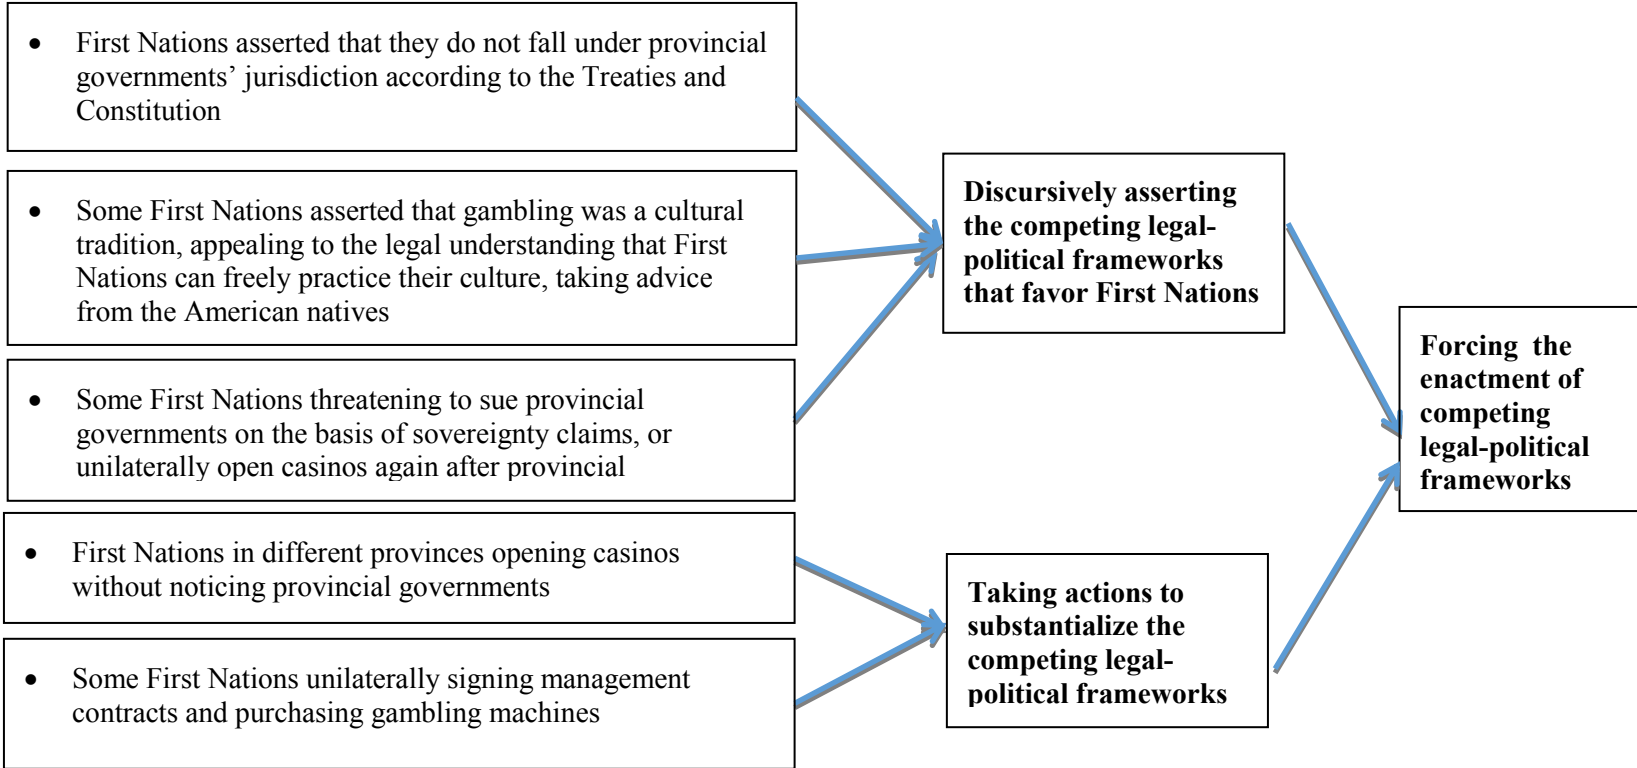 • First Nations asserted that they do not fall under provincial
governments’ jurisdiction according to the Treaties and
Constitution
• Some First Nations asserted that gambling was a cultural
tradition, appealing to the legal understanding that First
Nations can freely practice their culture, taking advice
from the American natives
• Some First Nations threatening to sue provincial
governments on the basis of sovereignty claims, or
unilaterally open casinos again after provincial
• First Nations in different provinces opening casinos
without noticing provincial governments
• Some First Nations unilaterally signing management
contracts and purchasing gambling machines
Discursively asserting
the competing legal-
political frameworks
that favor First Nations
Taking actions to
substantialize the
competing legal-
political frameworks
Forcing the
enactment of
competing
legal-political
frameworks